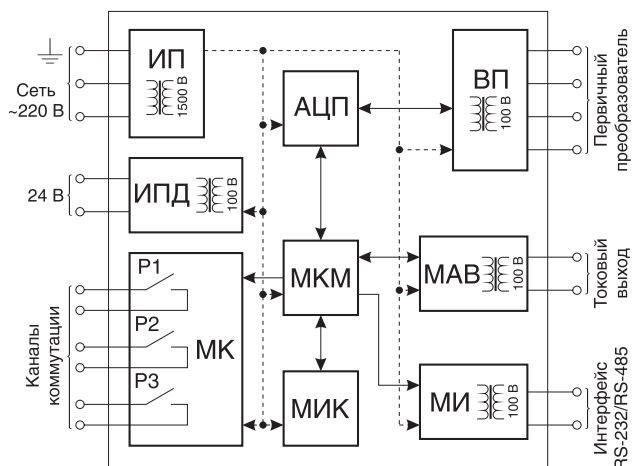 Сеть
~220 В
ИП
1500 В
АЦП
ВП
100 В
Первичный
преобразователь
24 В
ИПД
100 В
МКМ
МАВ
100 В
Токовый
выход
Каналы
коммутации
Р1
Р2
Р3
МК
МИК
МИ
100 В
Интерфейс
RS-232/RS-485